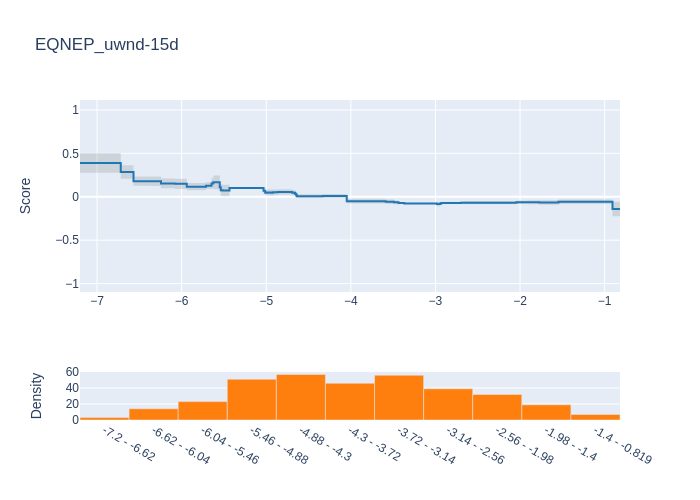 EQNEP_uwnd-15d
Score
1
0.5
0
−0.5
−1
−7
−6
−5
−4
−3
−2
−1
Density
60
40
20
0
-7.2 - -6.62
-6.62 - -6.04
-6.04 - -5.46
-5.46 - -4.88
-4.88 - -4.3
-4.3 - -3.72
-3.72 - -3.14
-3.14 - -2.56
-2.56 - -1.98
-1.98 - -1.4
-1.4 - -0.819